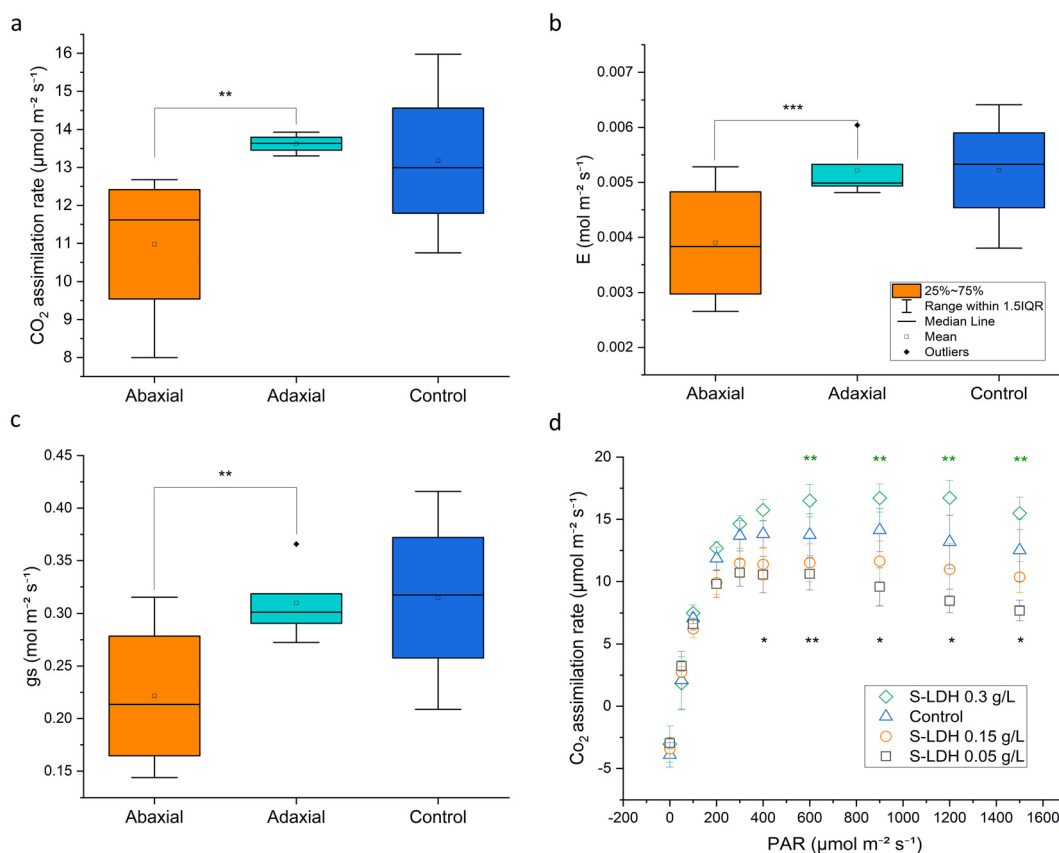 a
CO₂ assimilation rate (µmol m⁻² s⁻¹)
16
15
14
13
12
11
10
9
8
**
Abaxial Adaxial Control
b
E (mol m⁻² s⁻¹)
0.007
0.006
0.005
0.004
0.003
0.002
***
25%~75%
Range within 1.5IQR
Median Line
Mean
Outliers
Abaxial Adaxial Control
c
gs (mol m⁻² s⁻¹)
0.45
0.40
0.35
0.30
0.25
0.20
0.15
**
Abaxial Adaxial Control
d
Co₂ assimilation rate (µmol m⁻² s⁻¹)
20
15
10
5
0
-5
** ** ** **
* ** * * *
S-LDH 0.3 g/L
Control
S-LDH 0.15 g/L
S-LDH 0.05 g/L
-200 0 200 400 600 800 1000 1200 1400 1600
PAR (µmol m⁻² s⁻¹)